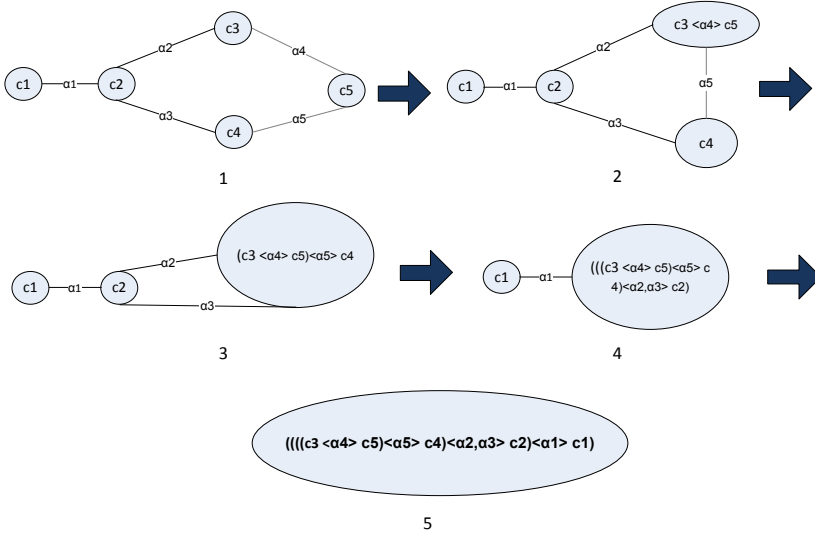 c1
α1
c2
α2
α3
c3
c4
α4
α5
c5
1
c1
α1
c2
α2
α3
c3 <α4> c5
α5
c4
2
c1
α1
c2
α2
α3
(c3 <α4> c5)<α5> c4
3
c1
α1
(((c3 <α4> c5)<α5> c
4)<α2,α3> c2)
4
((((c3 <α4> c5)<α5> c4)<α2,α3> c2)<α1> c1)
5